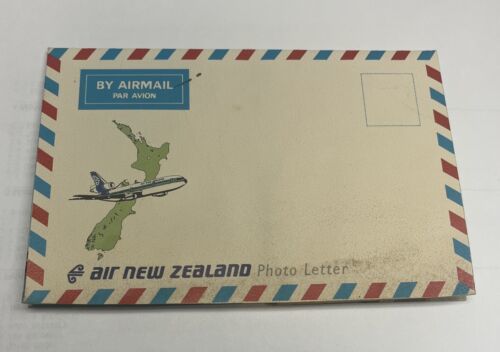 BY AIRMAIL
PAR AVION
air new zealand Photo Letter